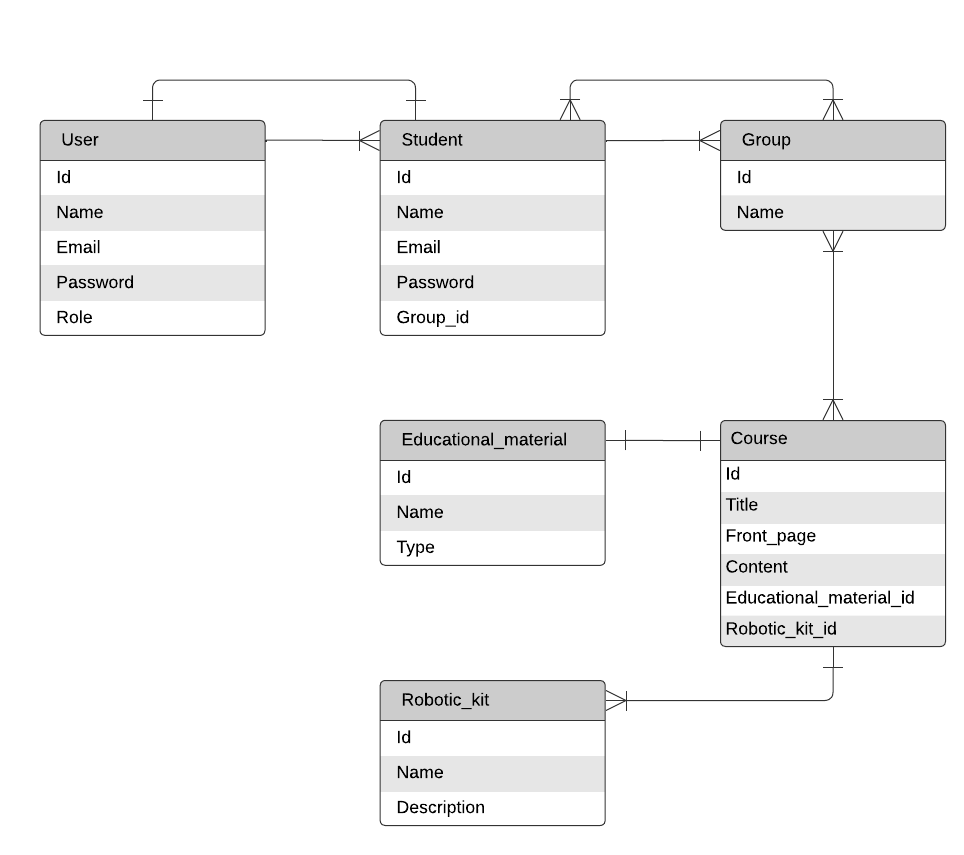 User
Id
Name
Email
Password
Role
Student
Id
Name
Email
Password
Group_id
Group
Id
Name
Educational_material
Id
Name
Type
Course
Id
Title
Front_page
Content
Educational_material_id
Robotic_kit_id
Robotic_kit
Id
Name
Description